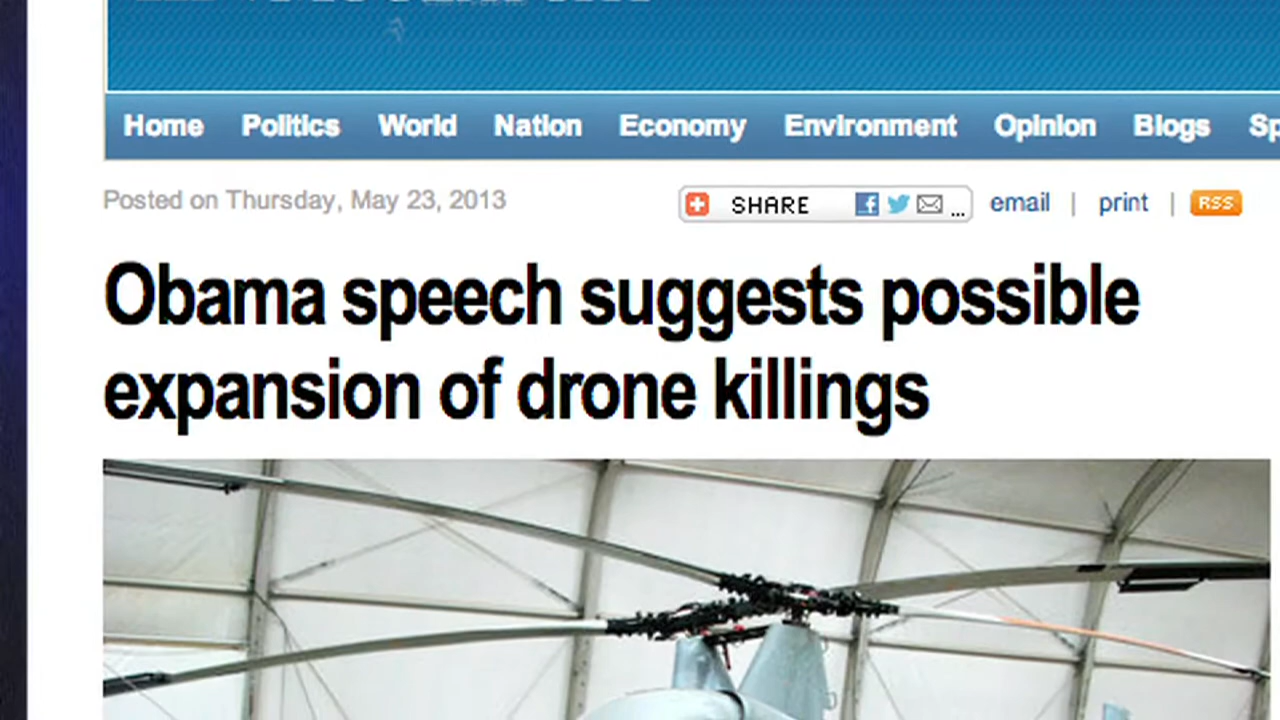 Home Politics World Nation Economy Environment Opinion Blogs Sp
Posted on Thursday, May 23, 2013
SHARE ... email | print | RSS
Obama speech suggests possible
expansion of drone killings